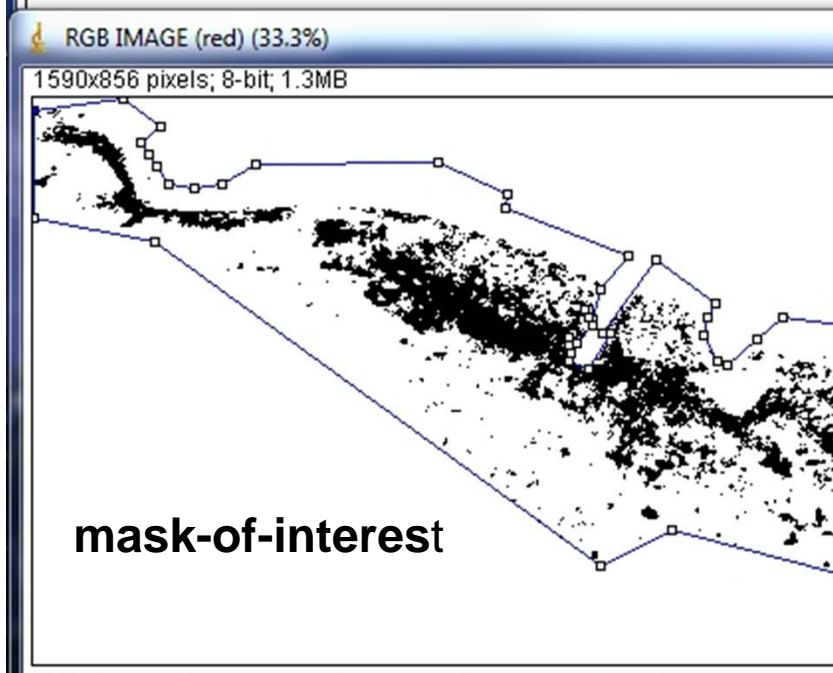 RGB IMAGE (red) (33.3%)
1590x856 pixels; 8-bit; 1.3MB
mask-of-interest